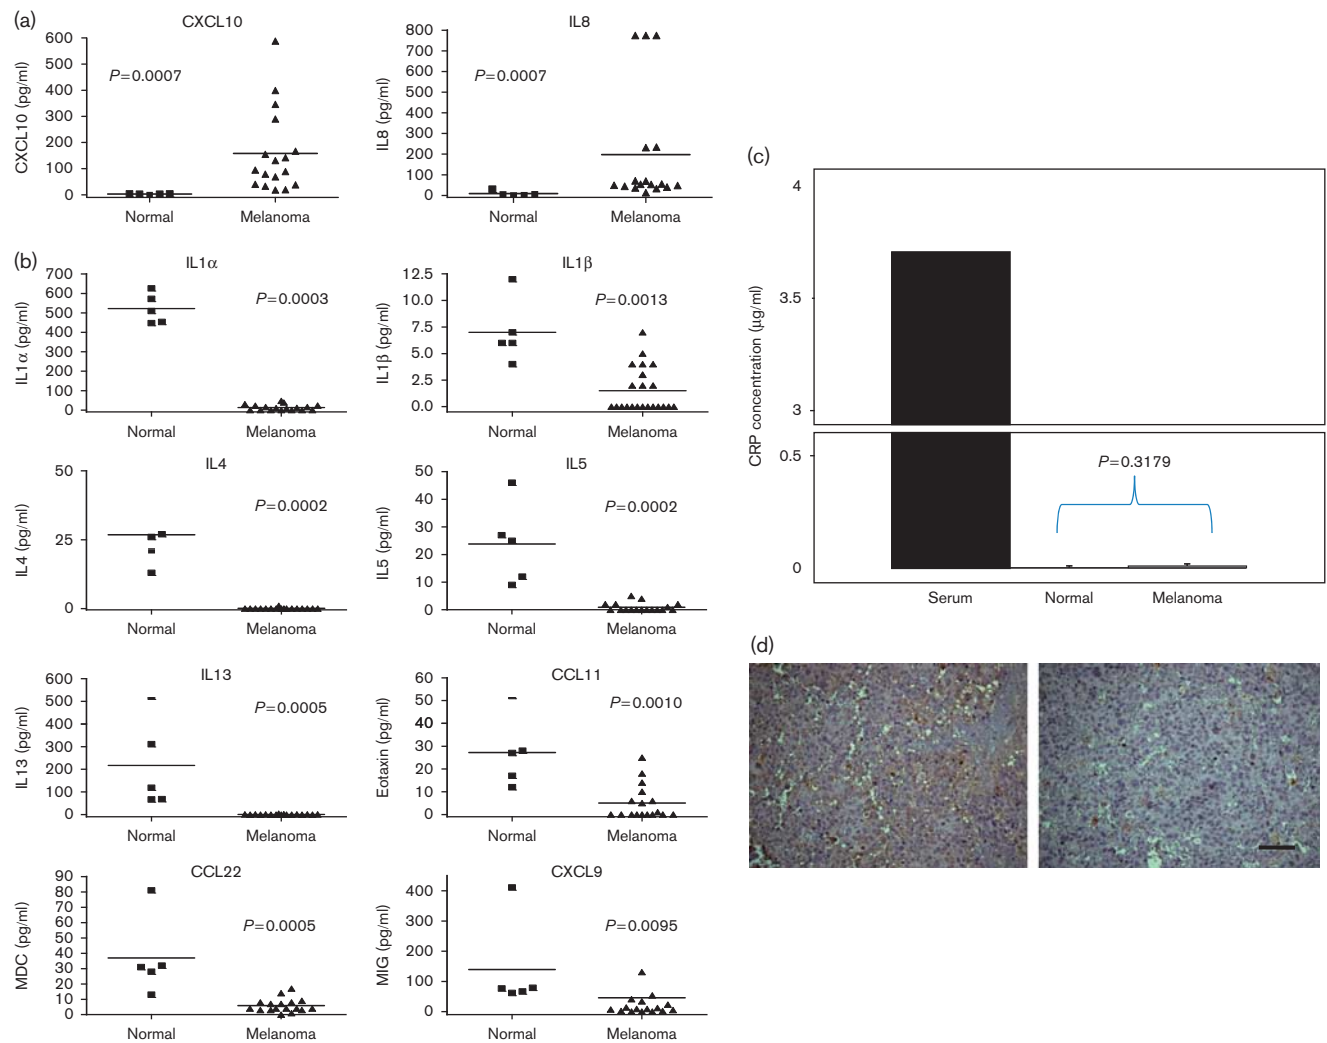 (a)
CXCL10
CXCL10 (pg/ml)
600
500
400
300
200
100
0
P=0.0007
Normal
Melanoma
IL8
IL8 (pg/ml)
800
700
600
500
400
300
200
100
0
P=0.0007
Normal
Melanoma
(b)
IL1α
IL1α (pg/ml)
700
600
500
400
300
200
100
0
P=0.0003
Normal
Melanoma
IL1β
IL1β (pg/ml)
12.5
10.0
7.5
5.0
2.5
0.0
P=0.0013
Normal
Melanoma
IL4
IL4 (pg/ml)
50
25
0
P=0.0002
Normal
Melanoma
IL5
IL5 (pg/ml)
50
40
30
20
10
0
P=0.0002
Normal
Melanoma
IL13
IL13 (pg/ml)
600
500
400
300
200
100
0
P=0.0005
Normal
Melanoma
CCL11
Eotaxin (pg/ml)
60
50
40
30
20
10
0
P=0.0010
Normal
Melanoma
CCL22
MDC (pg/ml)
90
80
70
60
50
40
30
20
10
0
P=0.0005
Normal
Melanoma
CXCL9
MIG (pg/ml)
400
300
200
100
0
P=0.0095
Normal
Melanoma
(c)
CRP concentration (μg/ml)
4
3.5
3
0.5
0
P=0.3179
Serum
Normal
Melanoma
(d)